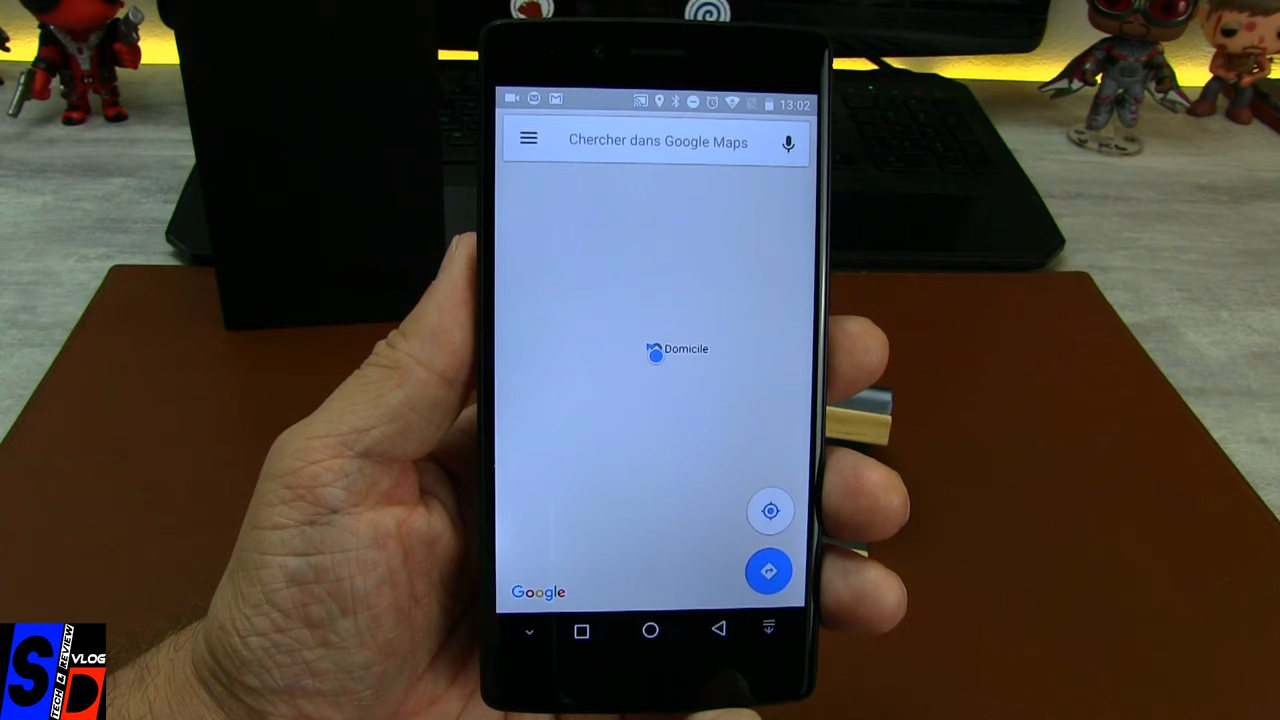 13:02
Chercher dans Google Maps
Domicile
Google
SD
TECH & REVIEW
VLOG